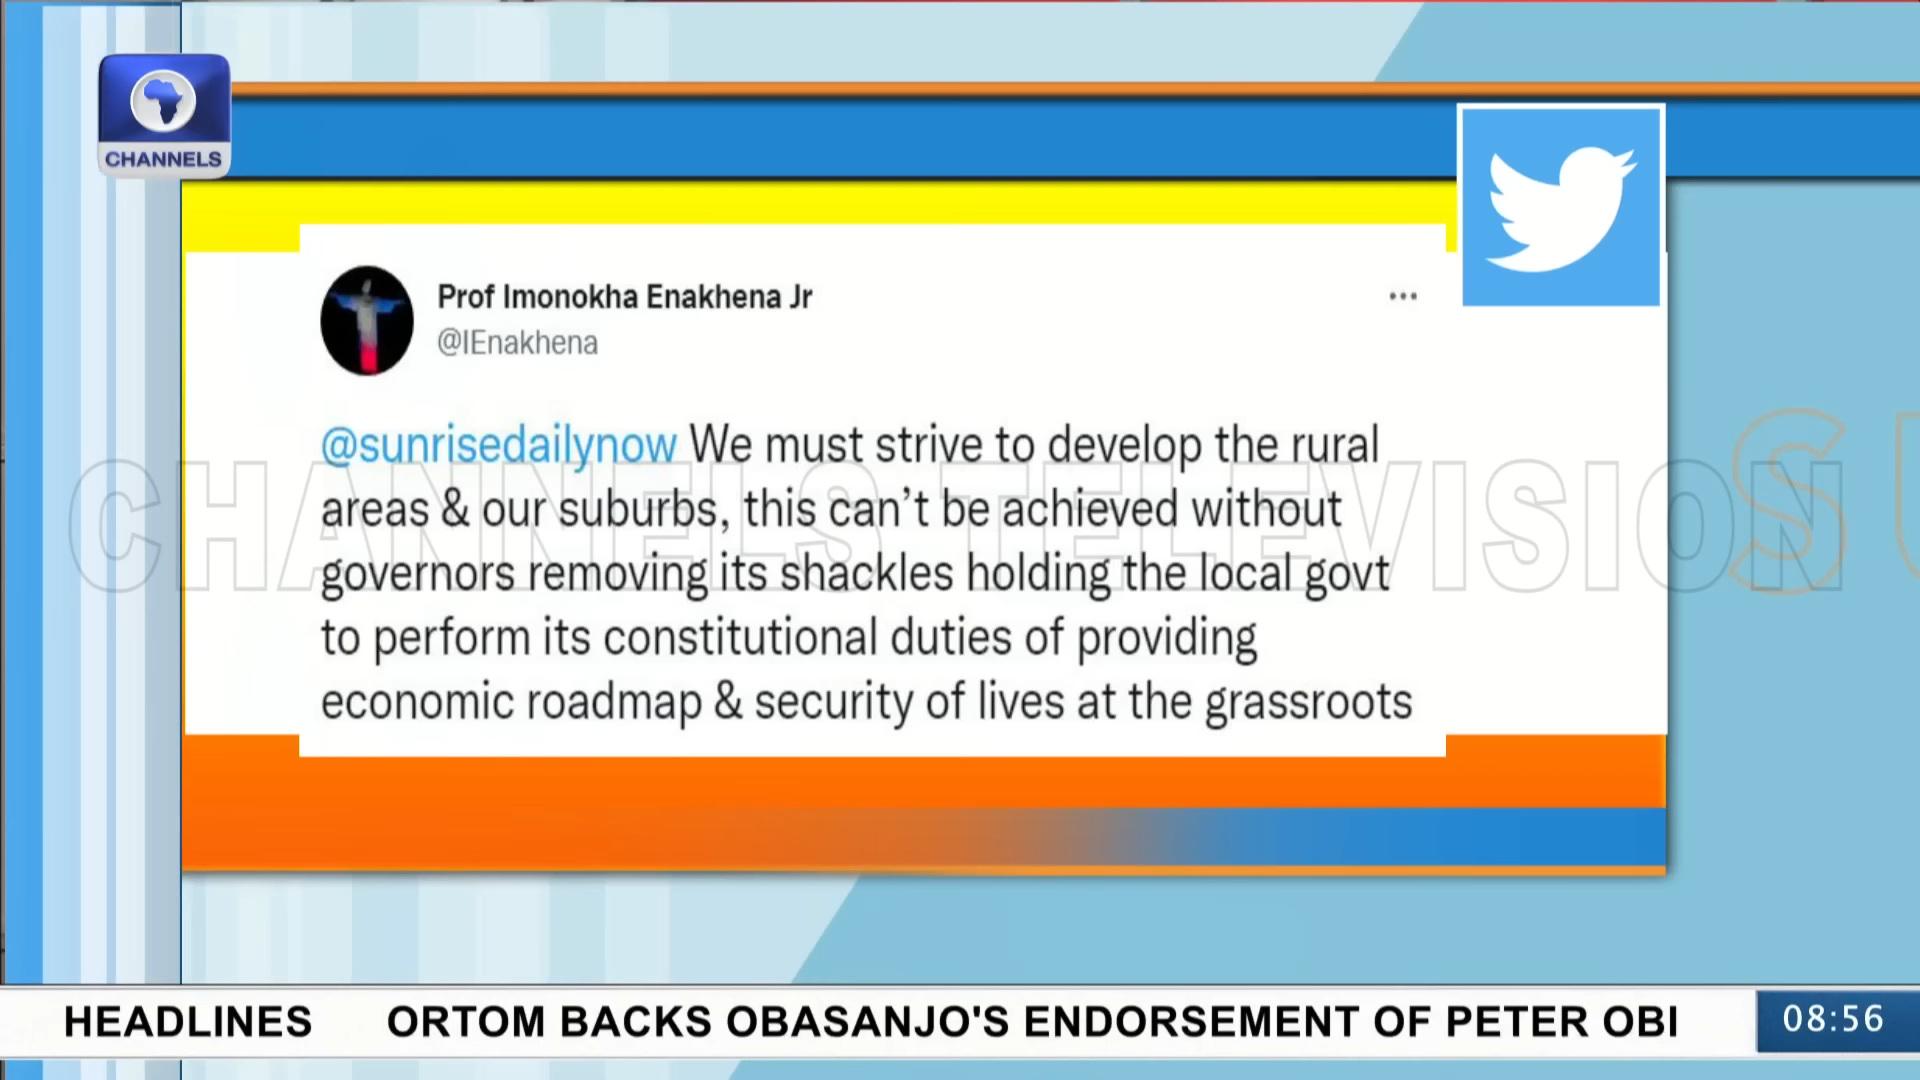 CHANNELS
Prof Imonokha Enakhena Jr
@IEnakhena
@sunrisedailynow We must strive to develop the rural
areas & our suburbs, this can’t be achieved without
governors removing its shackles holding the local govt
to perform its constitutional duties of providing
economic roadmap & security of lives at the grassroots
CHANNELS TELEVISION
HEADLINES
ORTOM BACKS OBASANJO'S ENDORSEMENT OF PETER OBI
08:56